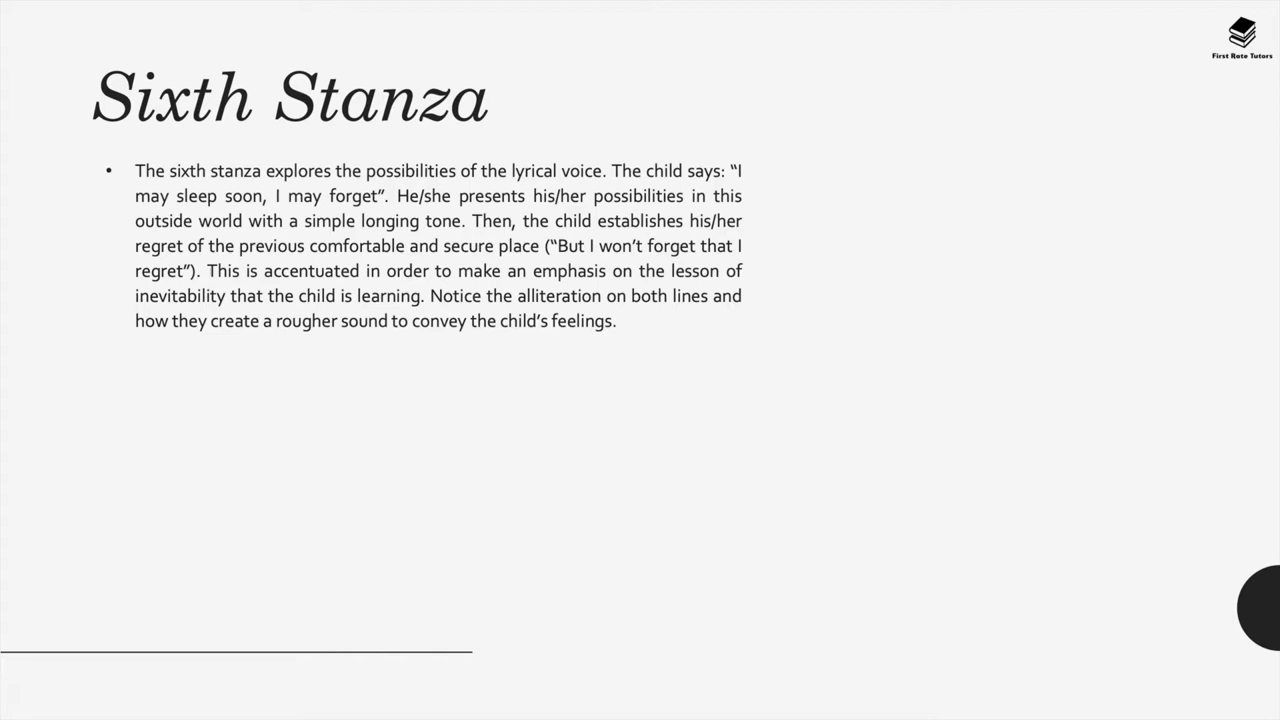 First Rate Tutors
Sixth Stanza
• The sixth stanza explores the possibilities of the lyrical voice. The child says: “I
may sleep soon, I may forget”. He/she presents his/her possibilities in this
outside world with a simple longing tone. Then, the child establishes his/her
regret of the previous comfortable and secure place (“But I won’t forget that I
regret”). This is accentuated in order to make an emphasis on the lesson of
inevitability that the child is learning. Notice the alliteration on both lines and
how they create a rougher sound to convey the child’s feelings.